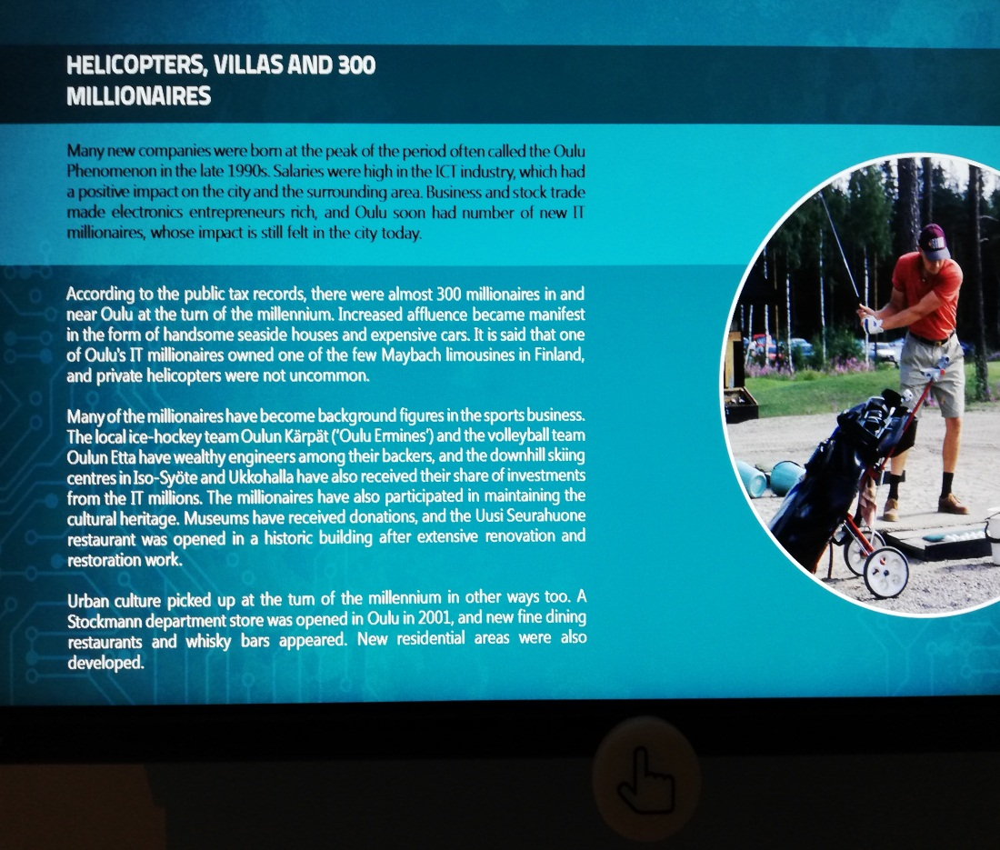 HELICOPTERS, VILLAS AND 300
MILLIONAIRES
Many new companies were born at the peak of the period often called the Oulu
Phenomenon in the late 1990s. Salaries were high in the ICT industry, which had
a positive impact on the city and the surrounding area. Business and stock trade
made electronics entrepreneurs rich, and Oulu soon had number of new IT
millionaires, whose impact is still felt in the city today.
According to the public tax records, there were almost 300 millionaires in and
near Oulu at the turn of the millennium. Increased affluence became manifest
in the form of handsome seaside houses and expensive cars. It is said that one
of Oulu's IT millionaires owned one of the few Maybach limousines in Finland,
and private helicopters were not uncommon.
Many of the millionaires have become background figures in the sports business.
The local ice-hockey team Oulun Kärpät ('Oulu Ermines') and the volleyball team
Oulun Etta have wealthy engineers among their backers, and the downhill skiing
centres in Iso-Syöte and Ukkohalla have also received their share of investments
from the IT millions. The millionaires have also participated in maintaining the
cultural heritage. Museums have received donations, and the Uusi Seurahuone
restaurant was opened in a historic building after extensive renovation and
restoration work.
Urban culture picked up at the turn of the millennium in other ways too. A
Stockmann department store was opened in Oulu in 2001, and new fine dining
restaurants and whisky bars appeared. New residential areas were also
developed.